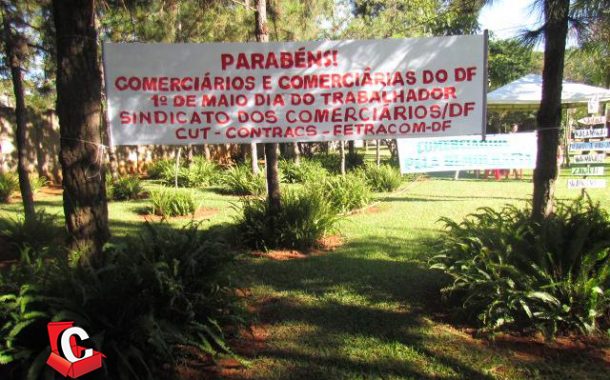 PARABÉNS!
COMERCIÁRIOS E COMERCIÁRIAS DO DF
1º DE MAIO DIA DO TRABALHADOR
SINDICATO DOS COMERCIÁRIOS/DF
CUT - CONTRACS - FETRACOM-DF
C